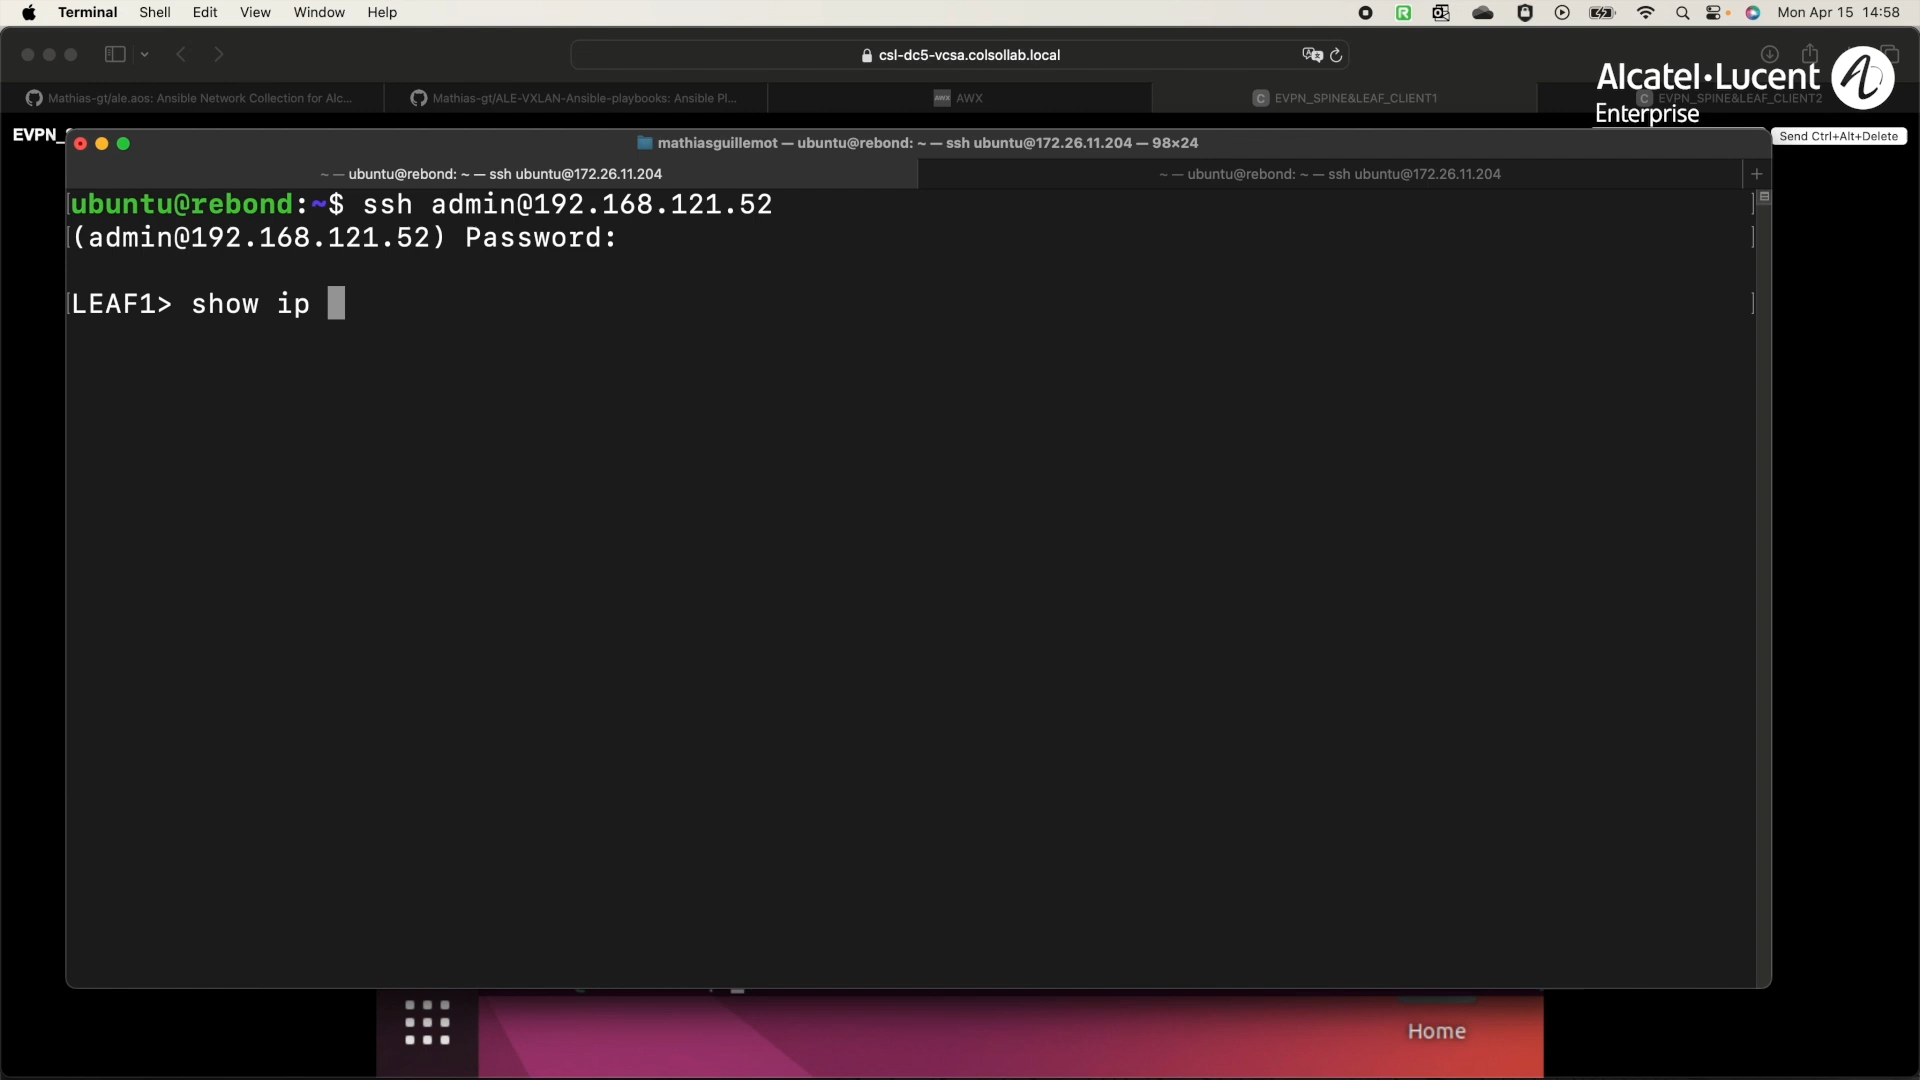 Terminal Shell Edit View Window Help Mon Apr 15 14:58
csl-dc5-vcsa.colsollab.local
Alcatel·Lucent
Enterprise
Mathias-gt/ale.aos: Ansible Network Collection for Alc... Mathias-gt/ALE-VXLAN-Ansible-playbooks: Ansible Pl... AWX AWX C EVPN_SPINE&LEAF_CLIENT1 C EVPN_SPINE&LEAF_CLIENT2
EVPN_
Send Ctrl+Alt+Delete
mathiasguillemot — ubuntu@rebond: ~ — ssh ubuntu@172.26.11.204 — 98×24
~ — ubuntu@rebond: ~ — ssh ubuntu@172.26.11.204 ~ — ubuntu@rebond: ~ — ssh ubuntu@172.26.11.204 +
[ubuntu@rebond:~$ ssh admin@192.168.121.52 ]
[(admin@192.168.121.52) Password: ]
[LEAF1> show ip ]
Home